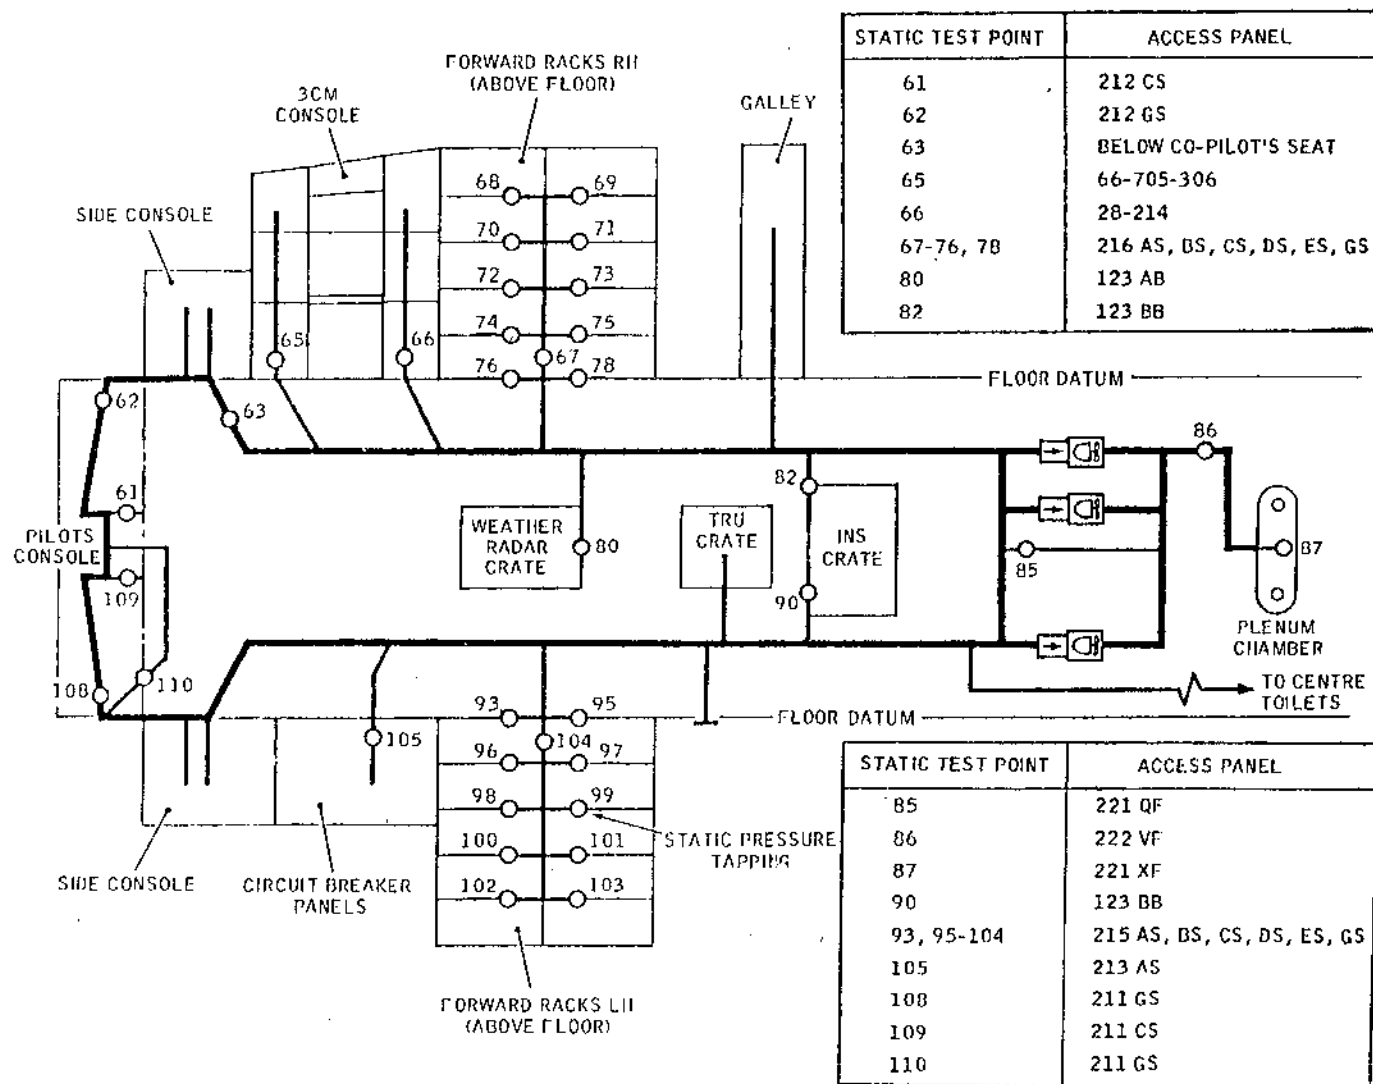 STATIC TEST POINT ACCESS PANEL
61 212 CS
62 212 GS
63 BELOW CO-PILOT'S SEAT
65 66-705-306
66 28-214
67-76, 78 216 AS, BS, CS, DS, ES, GS
80 123 AB
82 123 BB
FORWARD RACKS RH
(ABOVE FLOOR)
3CM
CONSOLE
GALLEY
SIDE CONSOLE
68 69
70 71
72 73
74 75
65 66 67
76 78
FLOOR DATUM
62 63
86
82
61
PILOTS
CONSOLE
WEATHER
RADAR
CRATE
80
TRU
CRATE
INS
CRATE
85
87
109
90
PLENUM
CHAMBER
110
108
TO CENTRE
TOILETS
93 95
FLOOR DATUM
105 104
96 97
98 99
STATIC PRESSURE
TAPPING
100 101
102 103
SIDE CONSOLE
CIRCUIT BREAKER
PANELS
FORWARD RACKS LH
(ABOVE FLOOR)
STATIC TEST POINT ACCESS PANEL
85 221 QF
86 222 VF
87 221 XF
90 123 BB
93, 95-104 215 AS, BS, CS, DS, ES, GS
105 213 AS
108 211 GS
109 211 CS
110 211 GS